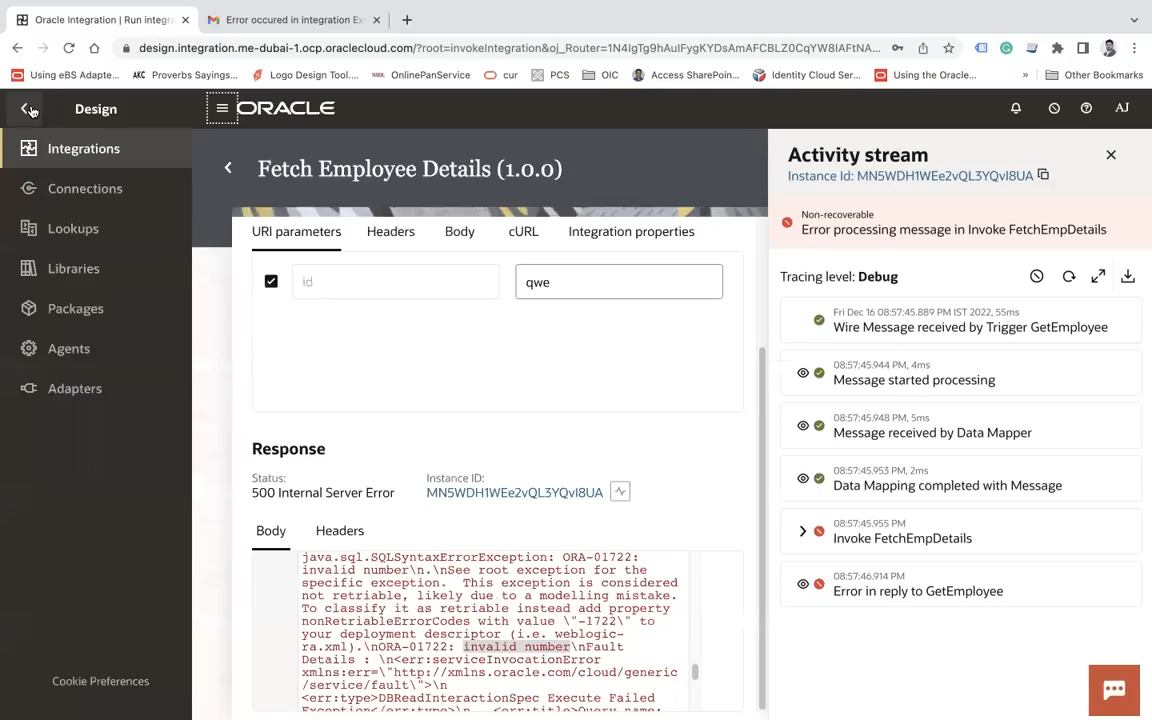 Oracle Integration | Run integra
Error occured in integration Ex
design.integration.me-dubai-1.ocp.oraclecloud.com/?root=invokeIntegration&oj_Router=1N4IgTg9hAuIFygKYDsAmAFCBLZ0CqYW8IAFtNA...
Using eBS Adapte...
AKC
Proverbs Sayings...
Logo Design Tool....
OnlinePanService
cur
PCS
OIC
Access SharePoin...
Identity Cloud Ser...
Using the Oracle...
»
Other Bookmarks
Design
ORACLE
AJ
Integrations
Connections
Lookups
Libraries
Packages
Agents
Adapters
Cookie Preferences
Fetch Employee Details (1.0.0)
URI parameters
Headers
Body
cURL
Integration properties
id
qwe
Response
Status:
500 Internal Server Error
Instance ID:
MN5WDH1WEe2vQL3YQvI8UA
Body
Headers
java.sql.SQLSyntaxErrorException: ORA-01722:
invalid number\n.\nSee root exception for the
specific exception.  This exception is considered
not retriable, likely due to a modelling mistake.
To classify it as retriable instead add property
nonRetriableErrorCodes with value \"-1722\" to
your deployment descriptor (i.e. weblogic-
ra.xml).\nORA-01722: invalid number\nFault
Details : \n<err:serviceInvocationError
xmlns:err=\"http://xmlns.oracle.com/cloud/generic
/service/fault\">\n
<err:type>DBReadInteractionSpec Execute Failed
Exception</err:type>\n   <err:title>Query name:
Activity stream
Instance Id: MN5WDH1WEe2vQL3YQvI8UA
Non-recoverable
Error processing message in Invoke FetchEmpDetails
Tracing level: Debug
Fri Dec 16 08:57:45.889 PM IST 2022, 55ms
Wire Message received by Trigger GetEmployee
08:57:45.944 PM, 4ms
Message started processing
08:57:45.948 PM, 5ms
Message received by Data Mapper
08:57:45.953 PM, 2ms
Data Mapping completed with Message
08:57:45.955 PM
Invoke FetchEmpDetails
08:57:46.914 PM
Error in reply to GetEmployee